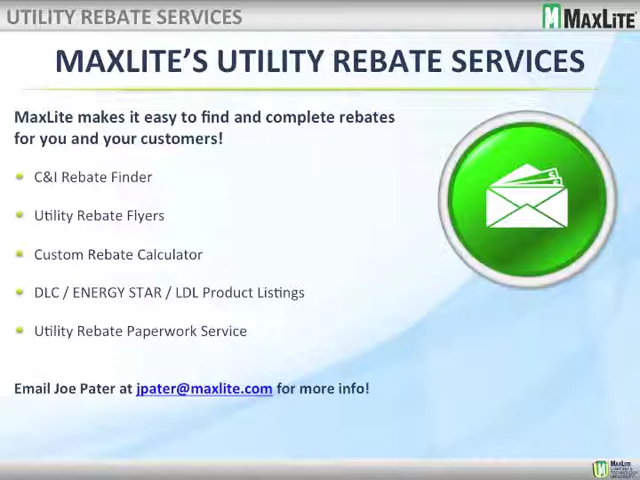 UTILITY REBATE SERVICES
MAXLITE
MAXLITE'S UTILITY REBATE SERVICES
MaxLite makes it easy to find and complete rebates
for you and your customers!
C&I Rebate Finder
Utility Rebate Flyers
Custom Rebate Calculator
DLC / ENERGY STAR / LDL Product Listings
Utility Rebate Paperwork Service
Email Joe Pater at jpater@maxlite.com for more info!
MAXLITE